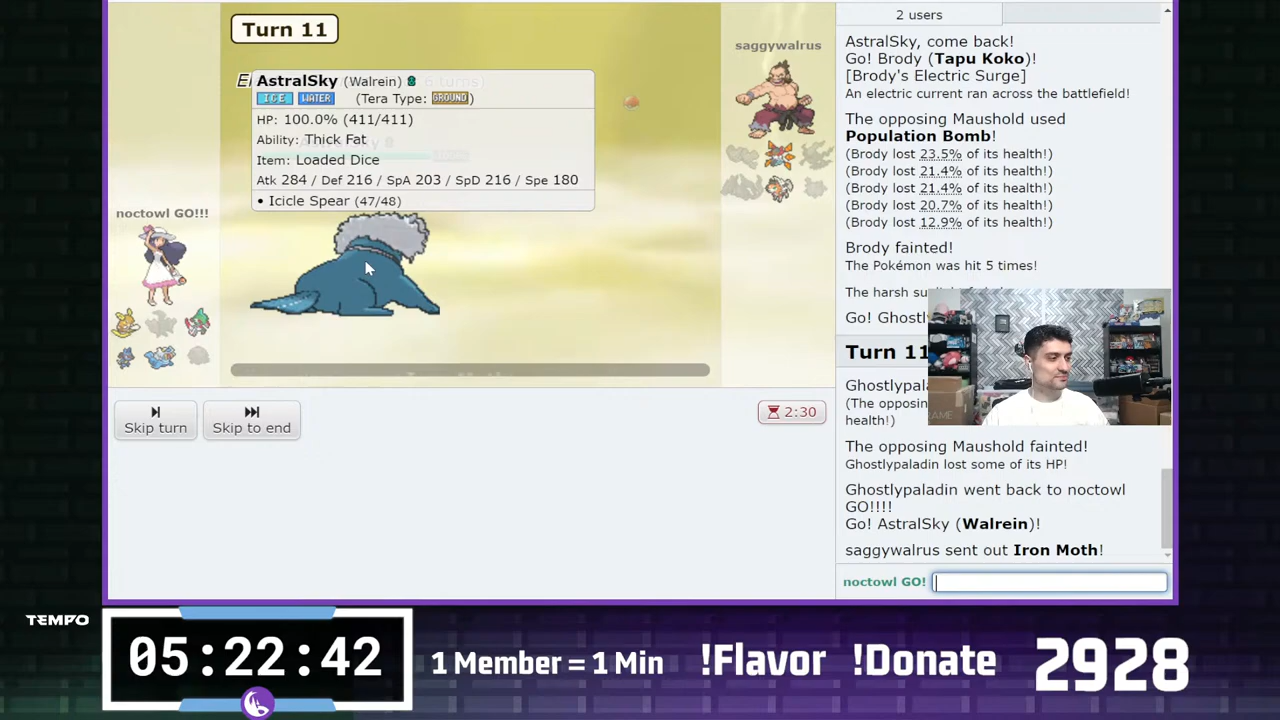 Turn 11
AstralSky (Walrein)
ICE WATER (Tera Type: GROUND)
HP: 100.0% (411/411)
Ability: Thick Fat
Item: Loaded Dice
Atk 284 / Def 216 / SpA 203 / SpD 216 / Spe 180
• Icicle Spear (47/48)
noctowl GO!!!
saggywalrus
Skip turn
Skip to end
2:30
2 users
AstralSky, come back!
Go! Brody (Tapu Koko)!
[Brody's Electric Surge]
An electric current ran across the battlefield!
The opposing Maushold used
Population Bomb!
(Brody lost 23.5% of its health!)
(Brody lost 21.4% of its health!)
(Brody lost 21.4% of its health!)
(Brody lost 20.7% of its health!)
(Brody lost 12.9% of its health!)
Brody fainted!
The Pokémon was hit 5 times!
The harsh
Go!
Turn 11
(The
health!)
The opposing Maushold fainted!
Ghostlypaladin lost some of its HP!
Ghostlypaladin went back to noctowl
GO!!!!
Go! AstralSky (Walrein)!
saggywalrus sent out Iron Moth!
noctowl GO!
TEMPO
05:22:42
1 Member = 1 Min
!Flavor
!Donate
2928